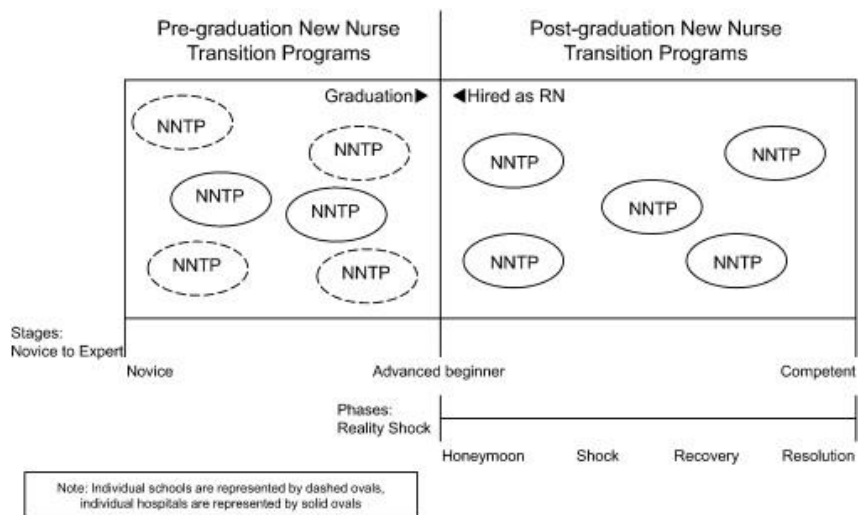 Pre-graduation New Nurse
Transition Programs
Post-graduation New Nurse
Transition Programs
Graduation▶
◀Hired as RN
NNTP
NNTP
NNTP
NNTP
NNTP
NNTP
NNTP
NNTP
NNTP
NNTP
NNTP
Stages:
Novice to Expert
Novice
Advanced beginner
Competent
Phases:
Reality Shock
Honeymoon
Shock
Recovery
Resolution
Note: Individual schools are represented by dashed ovals,
individual hospitals are represented by solid ovals